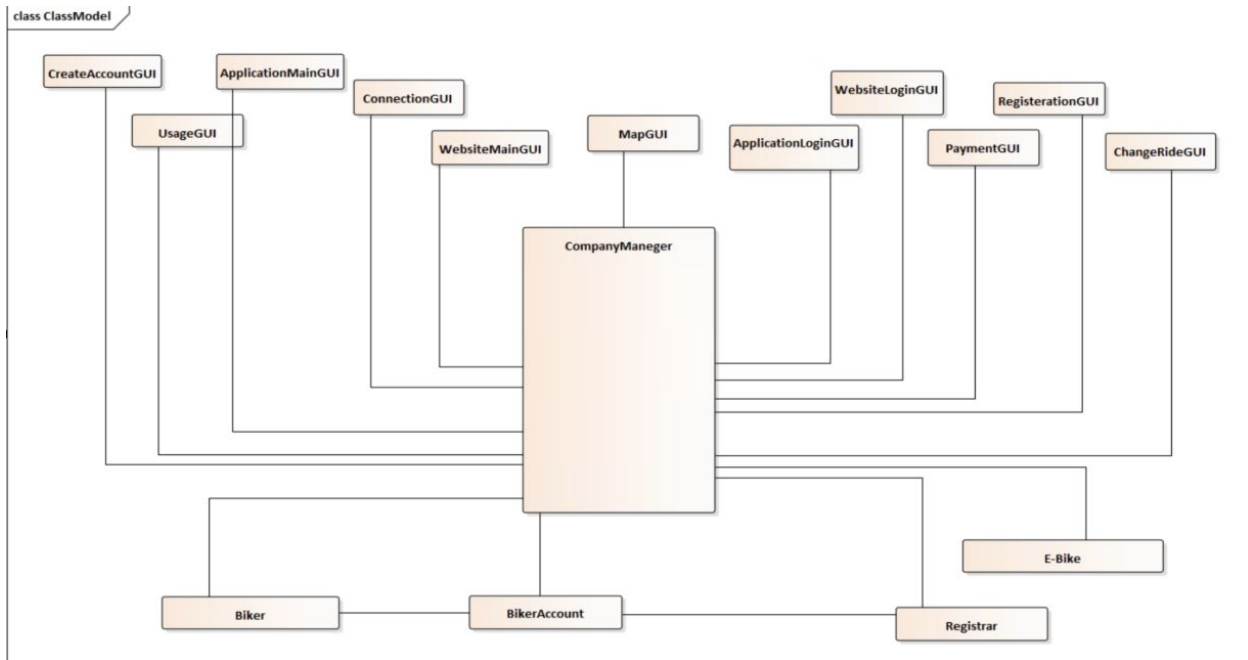 class ClassModel
CreateAccountGUI
ApplicationMainGUI
UsageGUI
ConnectionGUI
WebsiteMainGUI
MapGUI
ApplicationLoginGUI
WebsiteLoginGUI
PaymentGUI
RegisterationGUI
ChangeRideGUI
CompanyManeger
E-Bike
Biker
BikerAccount
Registrar